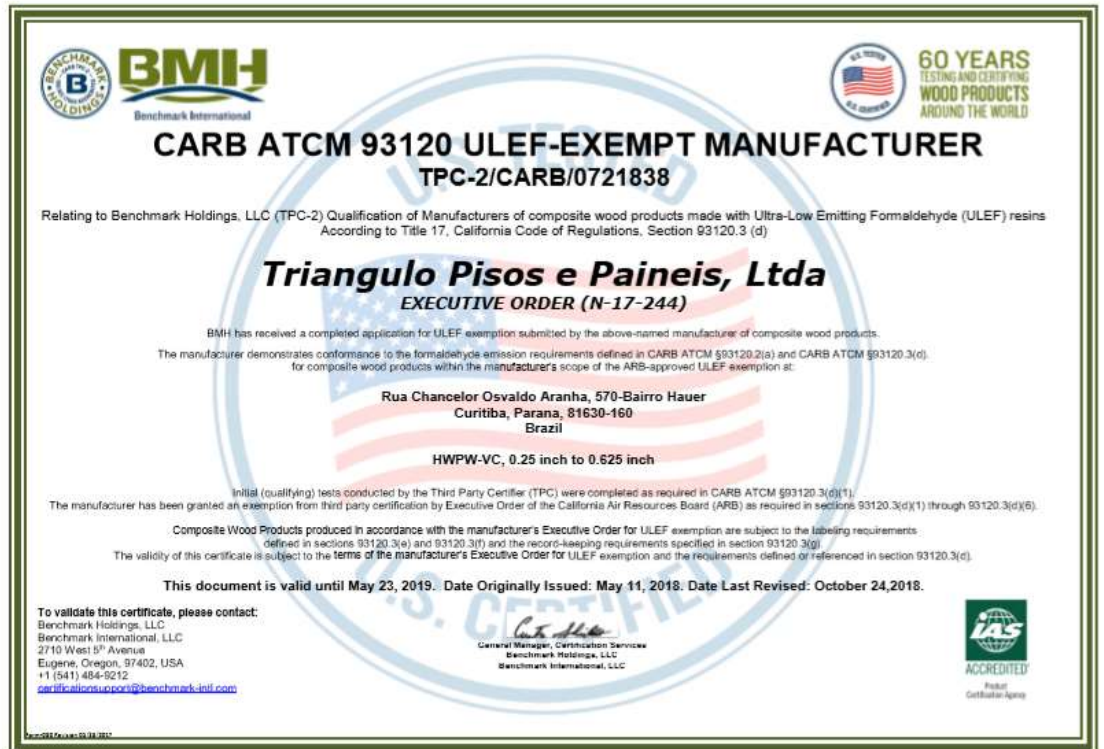 BENCHMARK
B
HOLDINGS
BMH
Benchmark International
U.S. TESTED
U.S. CERTIFIED
60 YEARS
TESTING AND CERTIFYING
WOOD PRODUCTS
AROUND THE WORLD
CARB ATCM 93120 ULEF-EXEMPT MANUFACTURER
TPC-2/CARB/0721838
Relating to Benchmark Holdings, LLC (TPC-2) Qualification of Manufacturers of composite wood products made with Ultra-Low Emitting Formaldehyde (ULEF) resins
According to Title 17, California Code of Regulations, Section 93120.3 (d)
Triangulo Pisos e Paineis, Ltda
EXECUTIVE ORDER (N-17-244)
BMH has received a completed application for ULEF exemption submitted by the above-named manufacturer of composite wood products.
The manufacturer demonstrates conformance to the formaldehyde emission requirements defined in CARB ATCM §93120.2(a) and CARB ATCM §93120.3(d).
for composite wood products within the manufacturer's scope of the ARB-approved ULEF exemption at:
Rua Chancelor Osvaldo Aranha, 570-Bairro Hauer
Curitiba, Parana, 81630-160
Brazil
HWPW-VC, 0.25 inch to 0.625 inch
Initial (qualifying) tests conducted by the Third Party Certifier (TPC) were completed as required in CARB ATCM §93120.3(d)(1).
The manufacturer has been granted an exemption from third party certification by Executive Order of the California Air Resources Board (ARB) as required in sections 93120.3(d)(1) through 93120.3(d)(6).
Composite Wood Products produced in accordance with the manufacturer's Executive Order for ULEF exemption are subject to the labeling requirements
defined in sections 93120.3(e) and 93120.3(f) and the record-keeping requirements specified in section 93120.3(g).
The validity of this certificate is subject to the terms of the manufacturer's Executive Order for ULEF exemption and the requirements defined or referenced in section 93120.3(d).
This document is valid until May 23, 2019. Date Originally Issued: May 11, 2018. Date Last Revised: October 24,2018.
U.S. TESTED
U.S. CERTIFIED
To validate this certificate, please contact:
Benchmark Holdings, LLC
Benchmark International, LLC
2710 West 5th Avenue
Eugene, Oregon, 97402, USA
+1 (541) 484-9212
certificationsupport@benchmark-intl.com
General Manager, Certification Services
Benchmark Holdings, LLC
Benchmark International, LLC
IAS
ACCREDITED
Product
Certification Agency